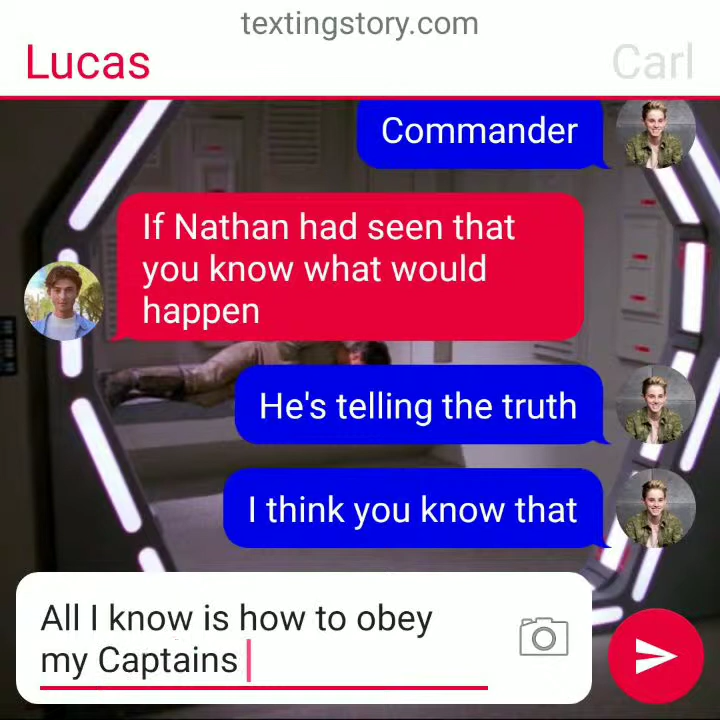 textingstory.com
Lucas
Carl
Commander
If Nathan had seen that
you know what would
happen
He's telling the truth
I think you know that
All I know is how to obey
my Captains